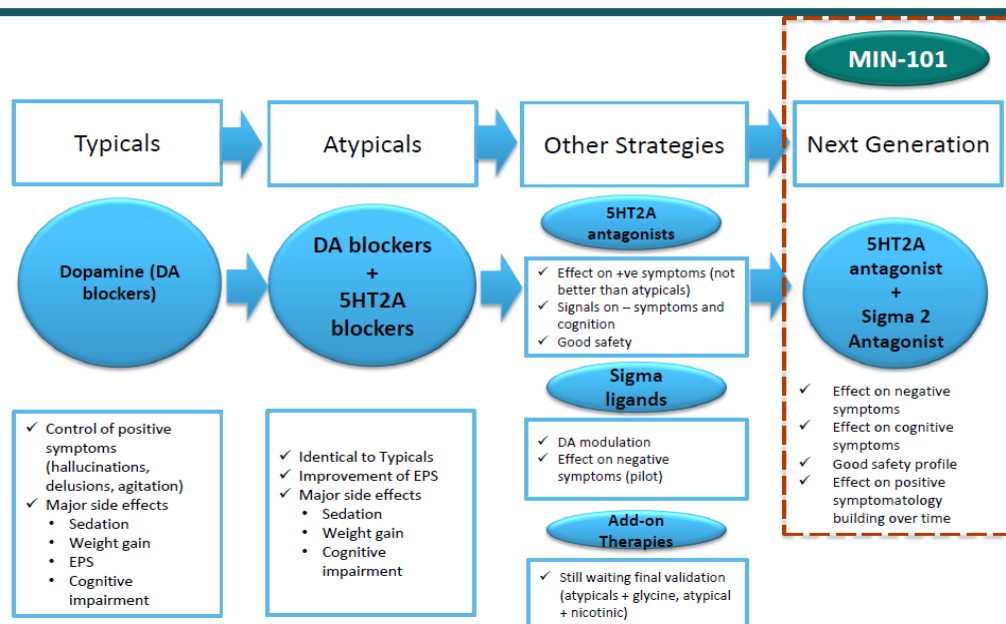 MIN-101
Typicals
Atypicals
Other Strategies
Next Generation
Dopamine (DA
blockers)
DA blockers
+
5HT2A
blockers
5HT2A
antagonists
✓ Effect on +ve symptoms (not
better than atypicals)
✓ Signals on – symptoms and
cognition
✓ Good safety
Sigma
ligands
✓ DA modulation
✓ Effect on negative
symptoms (pilot)
Add-on
Therapies
✓ Still waiting final validation
(atypicals + glycine, atypical
+ nicotinic)
5HT2A
antagonist
+
Sigma 2
Antagonist
✓ Effect on negative
symptoms
✓ Effect on cognitive
symptoms
✓ Good safety profile
✓ Effect on positive
symptomatology
building over time
✓ Control of positive
symptoms
(hallucinations,
delusions, agitation)
✓ Major side effects
• Sedation
• Weight gain
• EPS
• Cognitive
impairment
✓ Identical to Typicals
✓ Improvement of EPS
✓ Major side effects
• Sedation
• Weight gain
• Cognitive
impairment